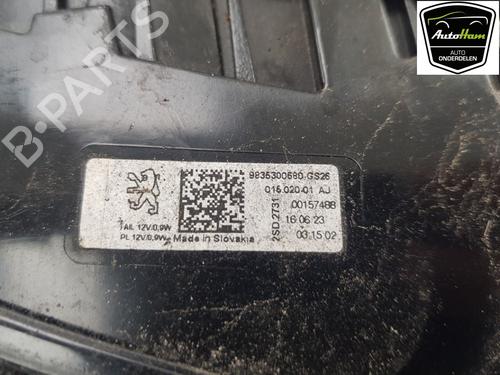 AutoHam
AUTO
ONDERDELEN
B-PARTS
9835300680-GS26
016.020-01 AJ
00157488
16 06 23
03:15:02
2SD.2731
TAIL 12V/0,9W
PL 12V/0,9W
Made in Slovakia